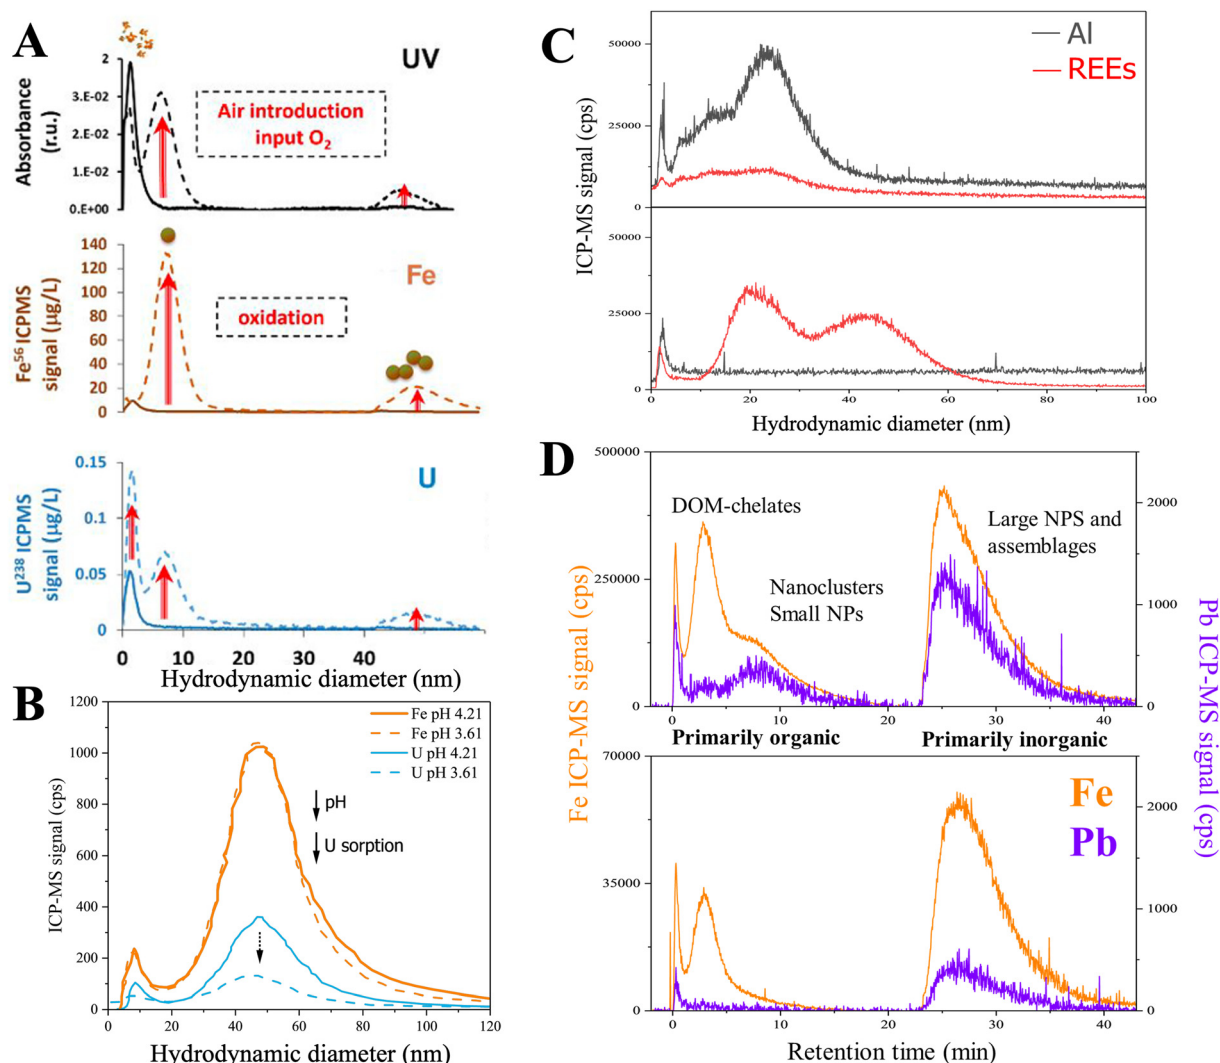 A
UV
2
3.E-02
2.E-02
1.E-02
0.E+00
Absorbance
(r.u.)
Air introduction
input O2
140
120
100
80
60
40
20
0
Fe56 ICPMS
signal (µg/L)
Fe
oxidation
0.15
0.1
0.05
0
U238 ICPMS
signal (µg/L)
U
0
10
20
30
40
Hydrodynamic diameter (nm)
B
1200
1000
800
600
400
200
0
ICP-MS signal (cps)
Fe pH 4.21
Fe pH 3.61
U pH 4.21
U pH 3.61
pH
U sorption
0
20
40
60
80
100
120
Hydrodynamic diameter (nm)
C
Al
REEs
50000
25000
0
50000
25000
0
ICP-MS signal (cps)
0
20
40
60
80
100
Hydrodynamic diameter (nm)
D
500000
250000
0
DOM-chelates
Nanoclusters
Small NPs
Large NPS and
assemblages
2000
1000
0
0
10
20
30
40
Primarily organic
Primarily inorganic
Fe ICP-MS signal (cps)
Pb ICP-MS signal (cps)
70000
35000
0
Fe
Pb
2000
1000
0
0
10
20
30
40
Retention time (min)